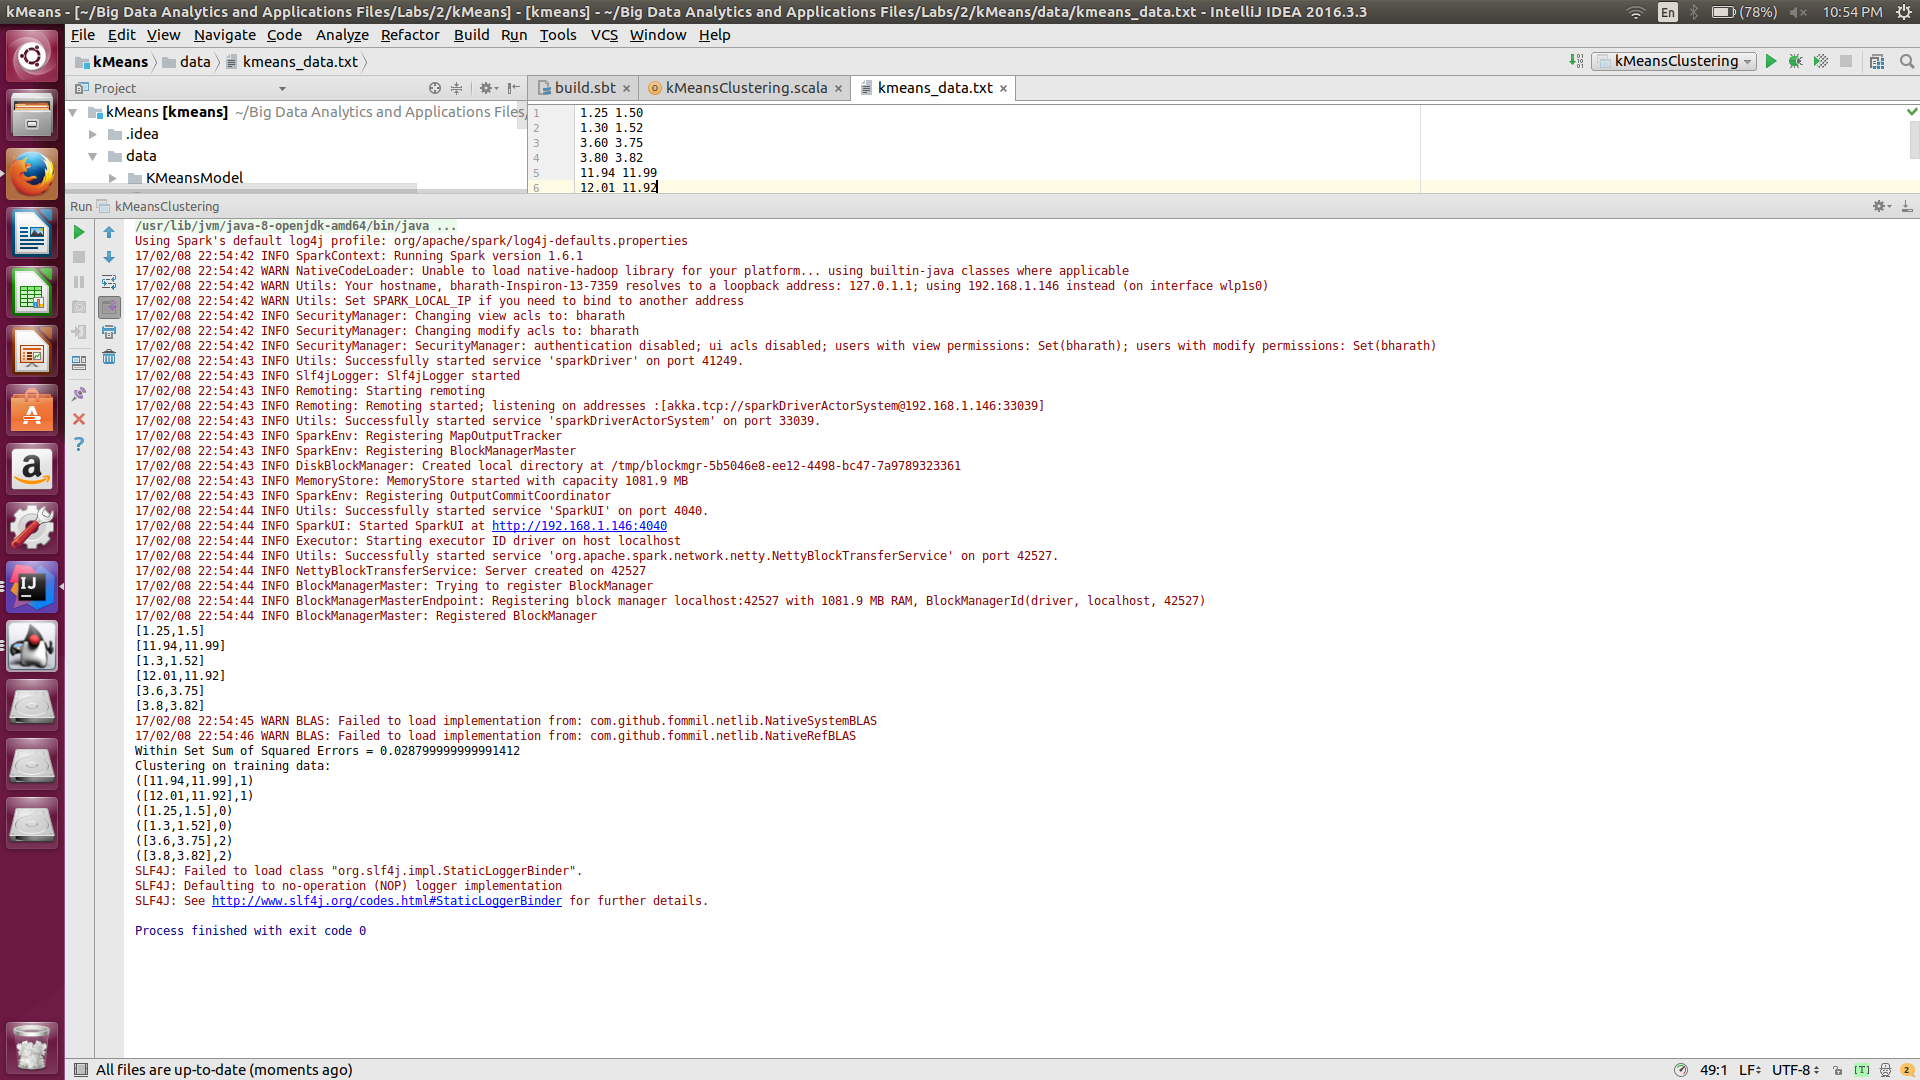 kMeans - [~/Big Data Analytics and Applications Files/Labs/2/kMeans] - [kmeans] - ~/Big Data Analytics and Applications Files/Labs/2/kMeans/data/kmeans_data.txt - IntelliJ IDEA 2016.3.3
En (78%) 10:54 PM
File Edit View Navigate Code Analyze Refactor Build Run Tools VCS Window Help
kMeans data kmeans_data.txt
kMeansClustering
Project
build.sbt kMeansClustering.scala kmeans_data.txt
kMeans [kmeans] ~/Big Data Analytics and Applications Files/
.idea
data
KMeansModel
1 1.25 1.50
2 1.30 1.52
3 3.60 3.75
4 3.80 3.82
5 11.94 11.99
6 12.01 11.92
Run kMeansClustering
/usr/lib/jvm/java-8-openjdk-amd64/bin/java ...
Using Spark's default log4j profile: org/apache/spark/log4j-defaults.properties
17/02/08 22:54:42 INFO SparkContext: Running Spark version 1.6.1
17/02/08 22:54:42 WARN NativeCodeLoader: Unable to load native-hadoop library for your platform... using builtin-java classes where applicable
17/02/08 22:54:42 WARN Utils: Your hostname, bharath-Inspiron-13-7359 resolves to a loopback address: 127.0.1.1; using 192.168.1.146 instead (on interface wlp1s0)
17/02/08 22:54:42 WARN Utils: Set SPARK_LOCAL_IP if you need to bind to another address
17/02/08 22:54:42 INFO SecurityManager: Changing view acls to: bharath
17/02/08 22:54:42 INFO SecurityManager: Changing modify acls to: bharath
17/02/08 22:54:42 INFO SecurityManager: SecurityManager: authentication disabled; ui acls disabled; users with view permissions: Set(bharath); users with modify permissions: Set(bharath)
17/02/08 22:54:43 INFO Utils: Successfully started service 'sparkDriver' on port 41249.
17/02/08 22:54:43 INFO Slf4jLogger: Slf4jLogger started
17/02/08 22:54:43 INFO Remoting: Starting remoting
17/02/08 22:54:43 INFO Remoting: Remoting started; listening on addresses :[akka.tcp://sparkDriverActorSystem@192.168.1.146:33039]
17/02/08 22:54:43 INFO Utils: Successfully started service 'sparkDriverActorSystem' on port 33039.
17/02/08 22:54:43 INFO SparkEnv: Registering MapOutputTracker
17/02/08 22:54:43 INFO SparkEnv: Registering BlockManagerMaster
17/02/08 22:54:43 INFO DiskBlockManager: Created local directory at /tmp/blockmgr-5b5046e8-ee12-4498-bc47-7a9789323361
17/02/08 22:54:43 INFO MemoryStore: MemoryStore started with capacity 1081.9 MB
17/02/08 22:54:43 INFO SparkEnv: Registering OutputCommitCoordinator
17/02/08 22:54:44 INFO Utils: Successfully started service 'SparkUI' on port 4040.
17/02/08 22:54:44 INFO SparkUI: Started SparkUI at http://192.168.1.146:4040
17/02/08 22:54:44 INFO Executor: Starting executor ID driver on host localhost
17/02/08 22:54:44 INFO Utils: Successfully started service 'org.apache.spark.network.netty.NettyBlockTransferService' on port 42527.
17/02/08 22:54:44 INFO NettyBlockTransferService: Server created on 42527
17/02/08 22:54:44 INFO BlockManagerMaster: Trying to register BlockManager
17/02/08 22:54:44 INFO BlockManagerMasterEndpoint: Registering block manager localhost:42527 with 1081.9 MB RAM, BlockManagerId(driver, localhost, 42527)
17/02/08 22:54:44 INFO BlockManagerMaster: Registered BlockManager
[1.25,1.5]
[11.94,11.99]
[1.3,1.52]
[12.01,11.92]
[3.6,3.75]
[3.8,3.82]
17/02/08 22:54:45 WARN BLAS: Failed to load implementation from: com.github.fommil.netlib.NativeSystemBLAS
17/02/08 22:54:46 WARN BLAS: Failed to load implementation from: com.github.fommil.netlib.NativeRefBLAS
Within Set Sum of Squared Errors = 0.028799999999991412
Clustering on training data:
([11.94,11.99],1)
([12.01,11.92],1)
([1.25,1.5],0)
([1.3,1.52],0)
([3.6,3.75],2)
([3.8,3.82],2)
SLF4J: Failed to load class "org.slf4j.impl.StaticLoggerBinder".
SLF4J: Defaulting to no-operation (NOP) logger implementation
SLF4J: See http://www.slf4j.org/codes.html#StaticLoggerBinder for further details.
Process finished with exit code 0
All files are up-to-date (moments ago)
49:1 LF UTF-8 [T] 2